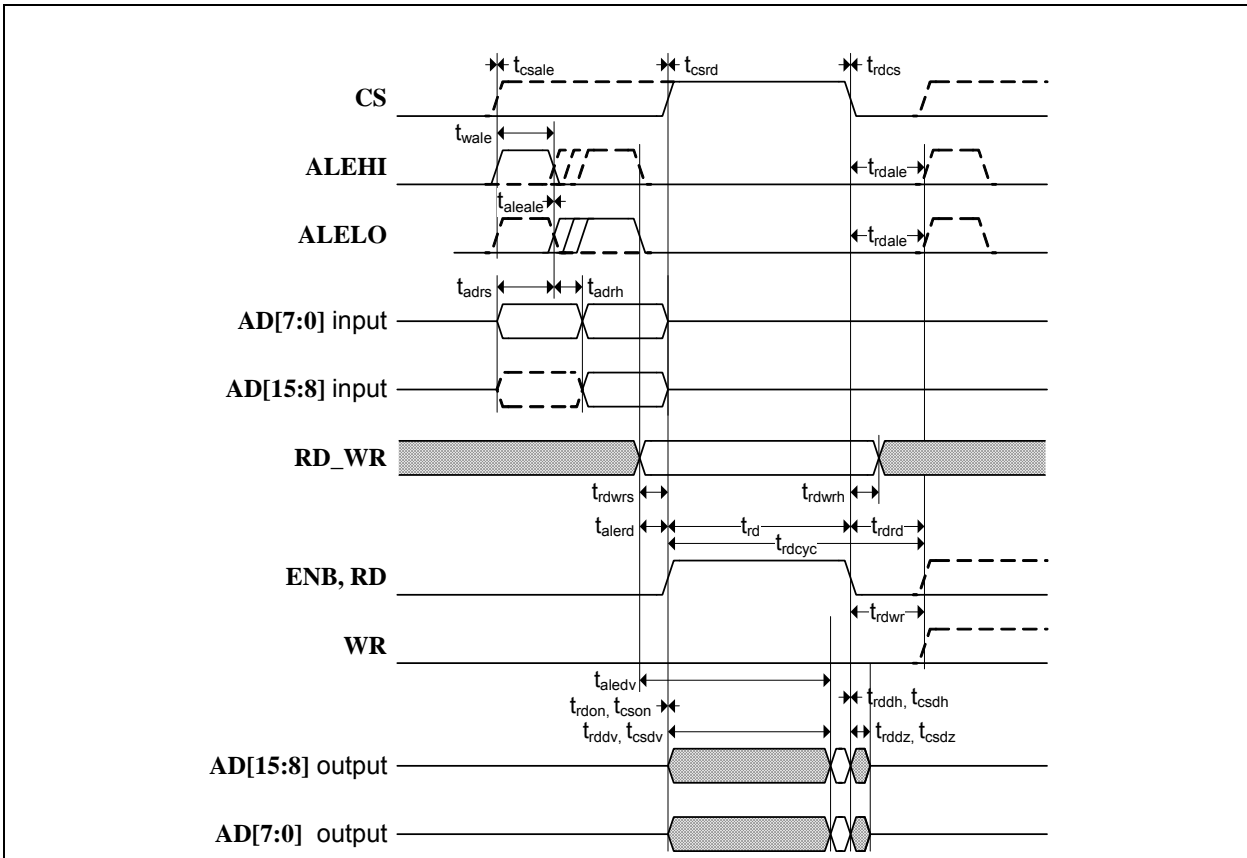 tcsale tcsrd trdcs
CS
twale
ALEHI trdale
taleale
ALELO trdale
tadrs tadrh
AD[7:0] input
AD[15:8] input
RD_WR
trdwrs trdwrh
talerd trd trdrd
trdcyc
ENB, RD
trdwr
WR
taledv
trdon, tcson trddh, tcsdh
trddv, tcsdv trddz, tcsdz
AD[15:8] output
AD[7:0] output